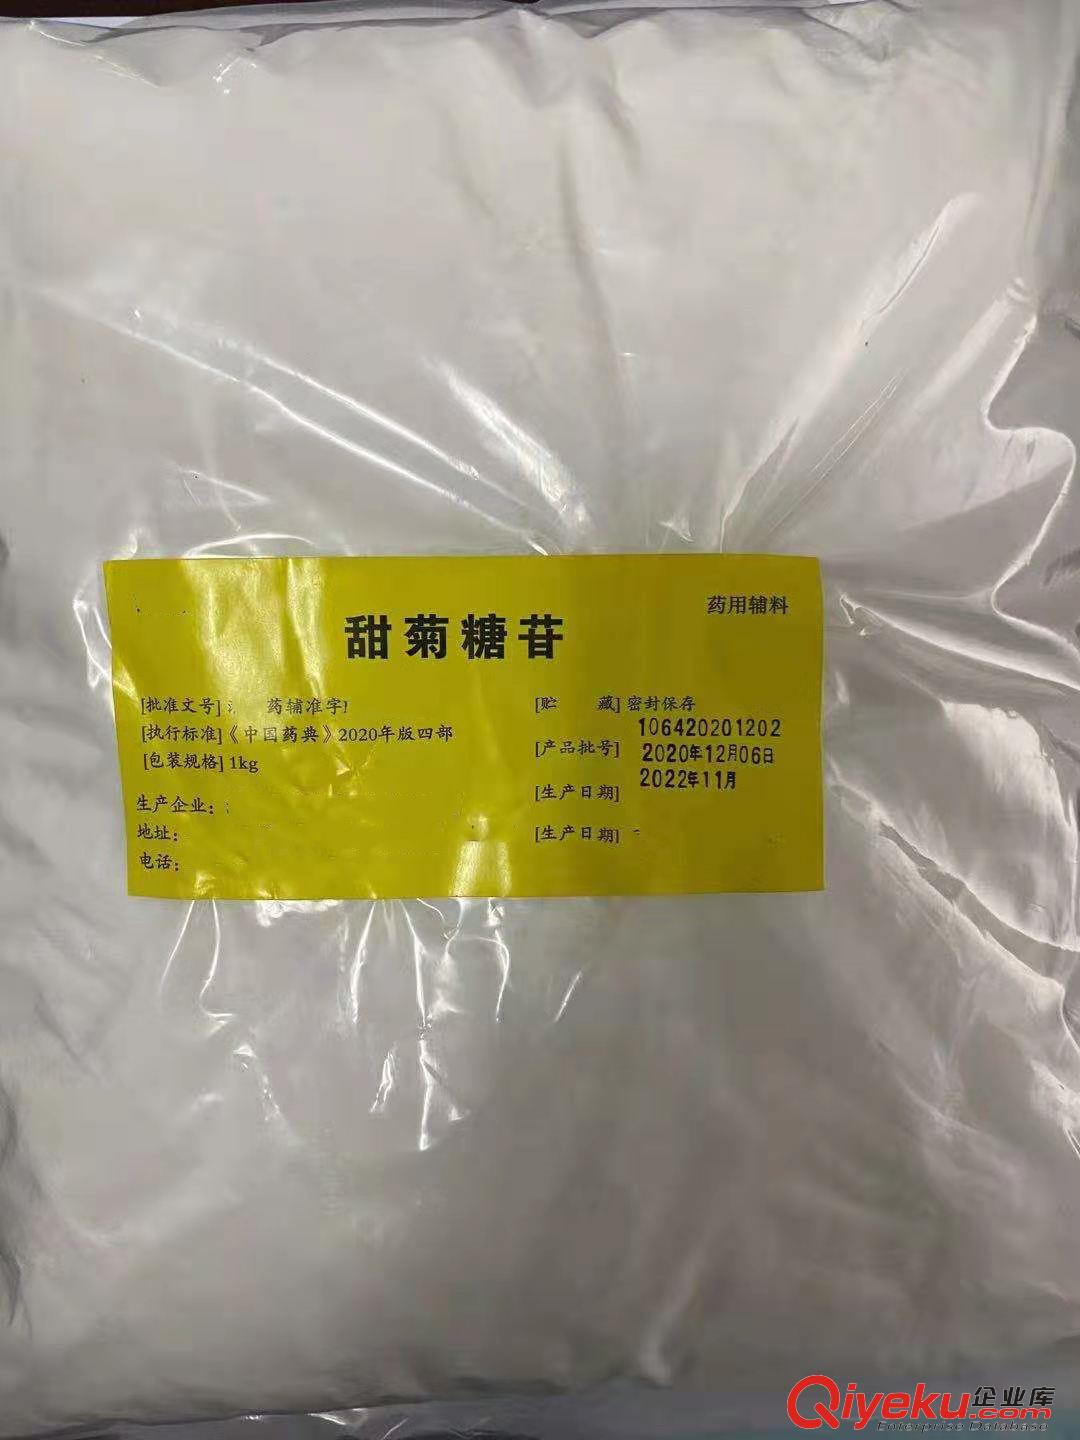 药用辅料
甜菊糖苷
[批准文号] 药辅准字
[执行标准]《中国药典》2020年版四部
[包装规格] 1kg
生产企业:
地址:
电话:
[贮 藏] 密封保存
106420201202
[产品批号] 2020年12月06日
2022年11月
[生产日期]
[生产日期]
Qiyeku.com
企业库
Enterprise Database